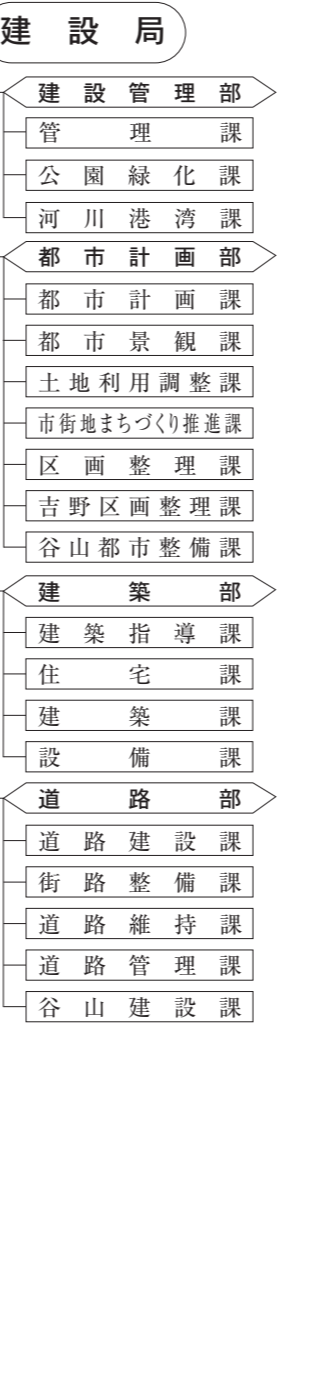 建設局
建設管理部
管理課
公園緑化課
河川港湾課
都市計画部
都市計画課
都市景観課
土地利用調整課
市街地まちづくり推進課
区画整理課
吉野区画整理課
谷山都市整備課
建築部
建築指導課
住宅課
建築課
設備課
道路部
道路建設課
街路整備課
道路維持課
道路管理課
谷山建設課